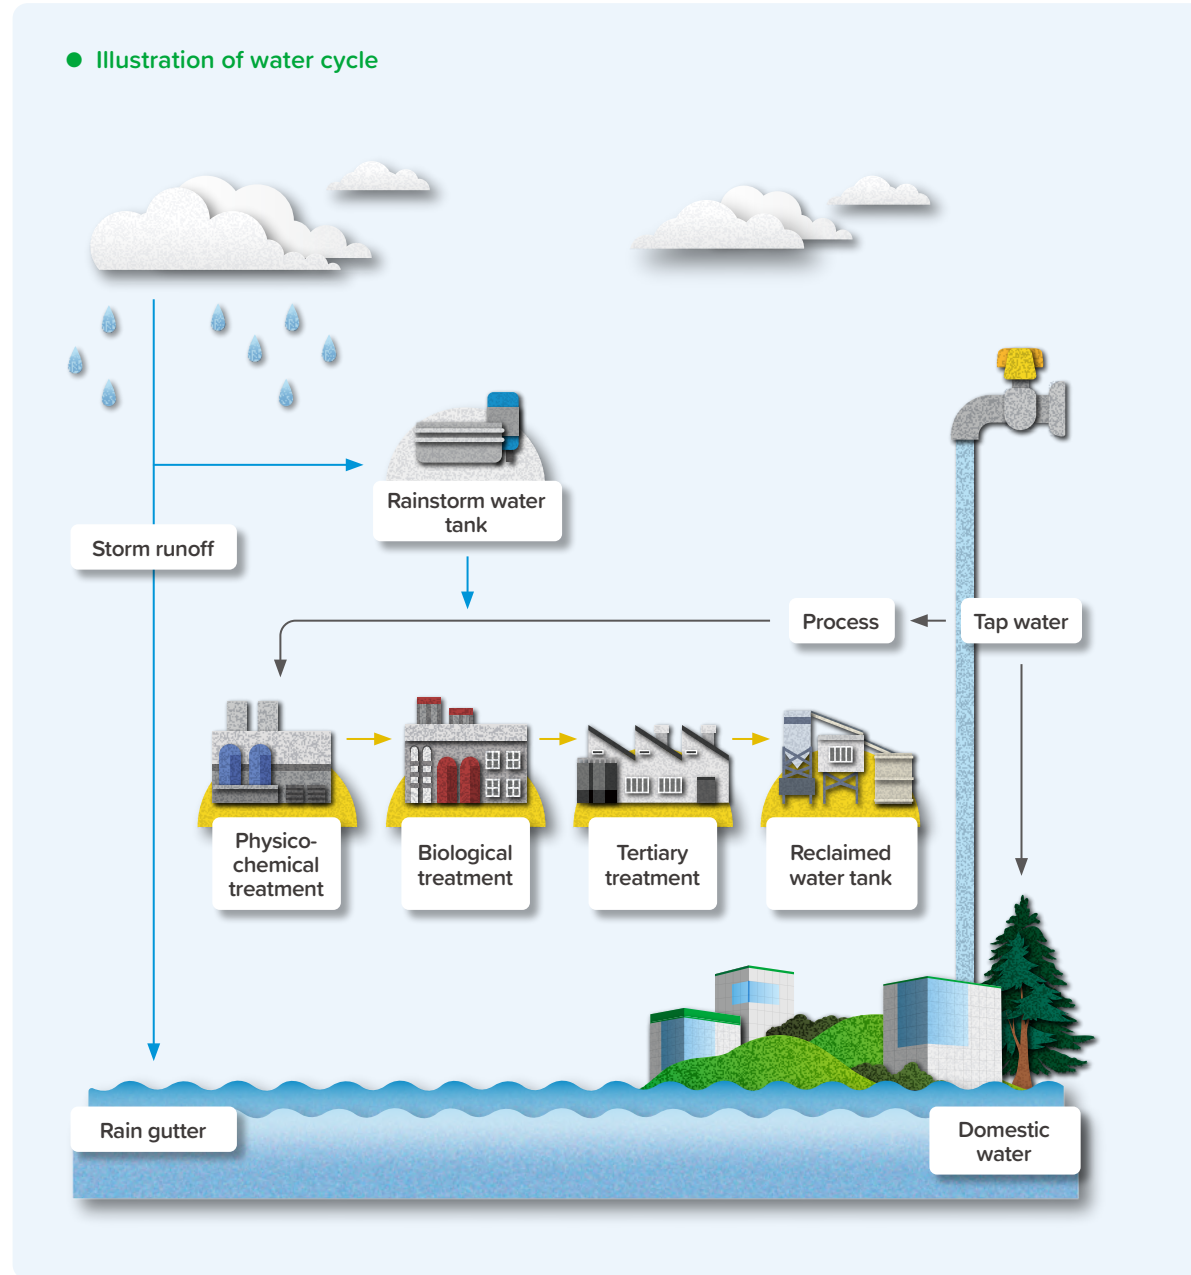 Illustration of water cycle
Rainstorm water
tank
Storm runoff
Process
Tap water
Physico-
chemical
treatment
Biological
treatment
Tertiary
treatment
Reclaimed
water tank
Rain gutter
Domestic
water